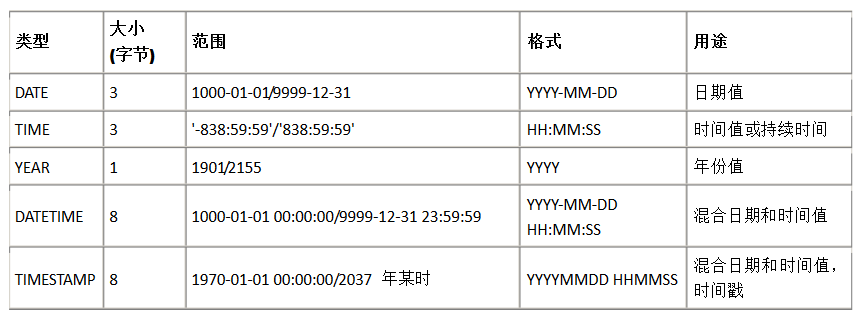 类型 大小(字节) 范围 格式 用途
DATE 3 1000-01-01/9999-12-31 YYYY-MM-DD 日期值
TIME 3 '-838:59:59'/'838:59:59' HH:MM:SS 时间值或持续时间
YEAR 1 1901/2155 YYYY 年份值
DATETIME 8 1000-01-01 00:00:00/9999-12-31 23:59:59 YYYY-MM-DD HH:MM:SS 混合日期和时间值
TIMESTAMP 8 1970-01-01 00:00:00/2037 年某时 YYYYMMDD HHMMSS 混合日期和时间值，时间戳